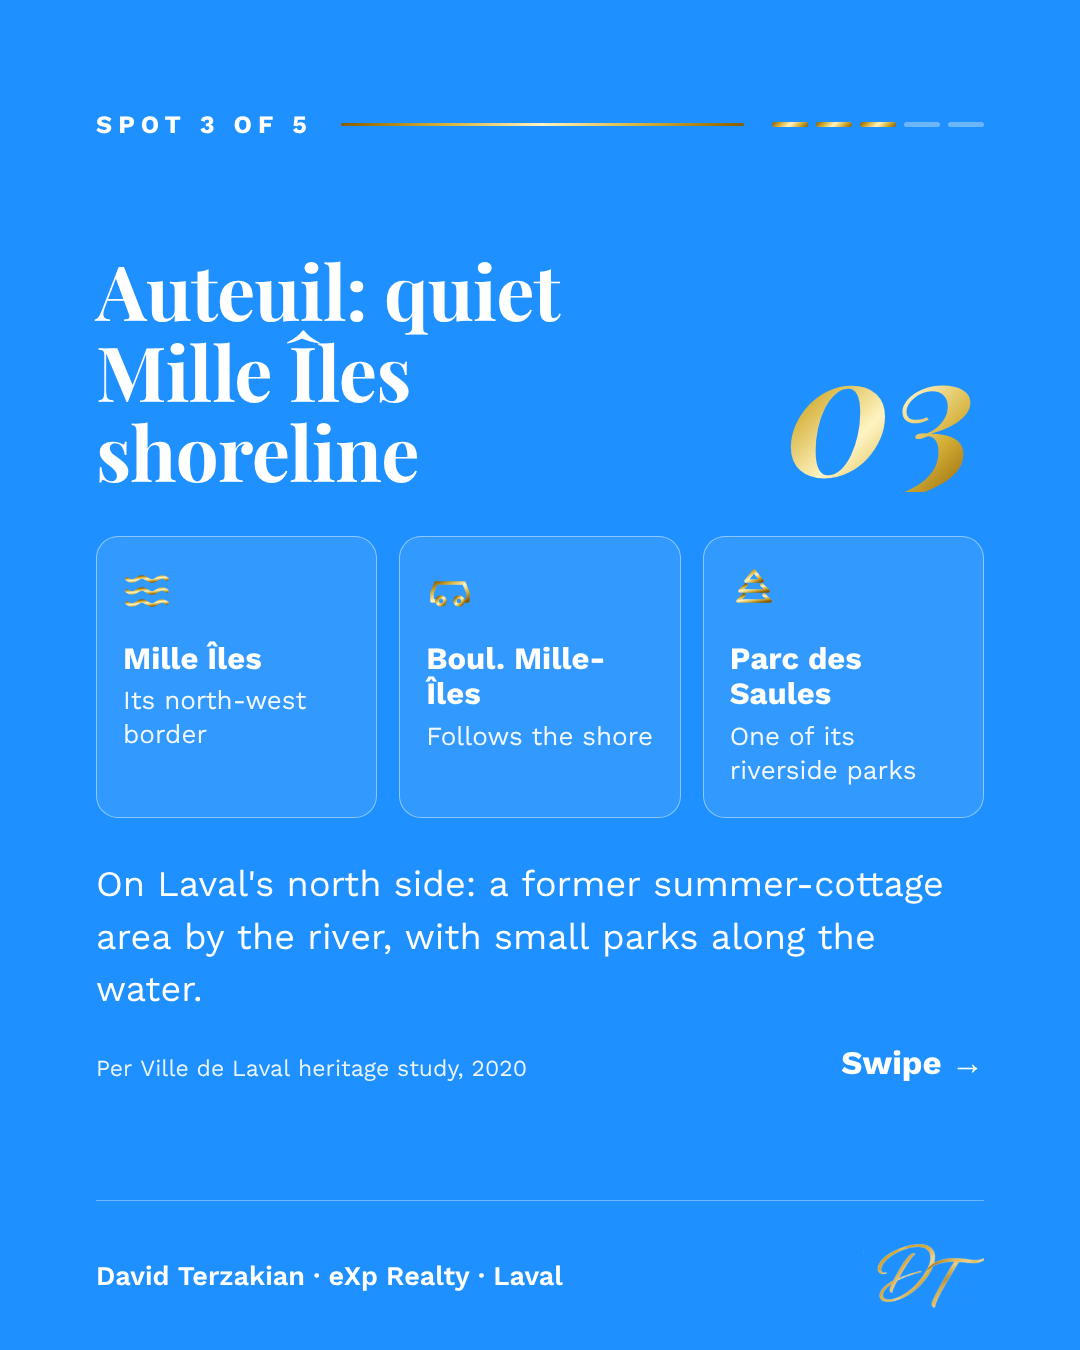 SPOT 3 OF 5
Auteuil: quiet
Mille Îles
shoreline
03
Mille Îles
Its north-west
border
Boul. Mille-
Îles
Follows the shore
Parc des
Saules
One of its
riverside parks
On Laval's north side: a former summer-cottage
area by the river, with small parks along the
water.
Per Ville de Laval heritage study, 2020
Swipe →
David Terzakian · eXp Realty · Laval
DT